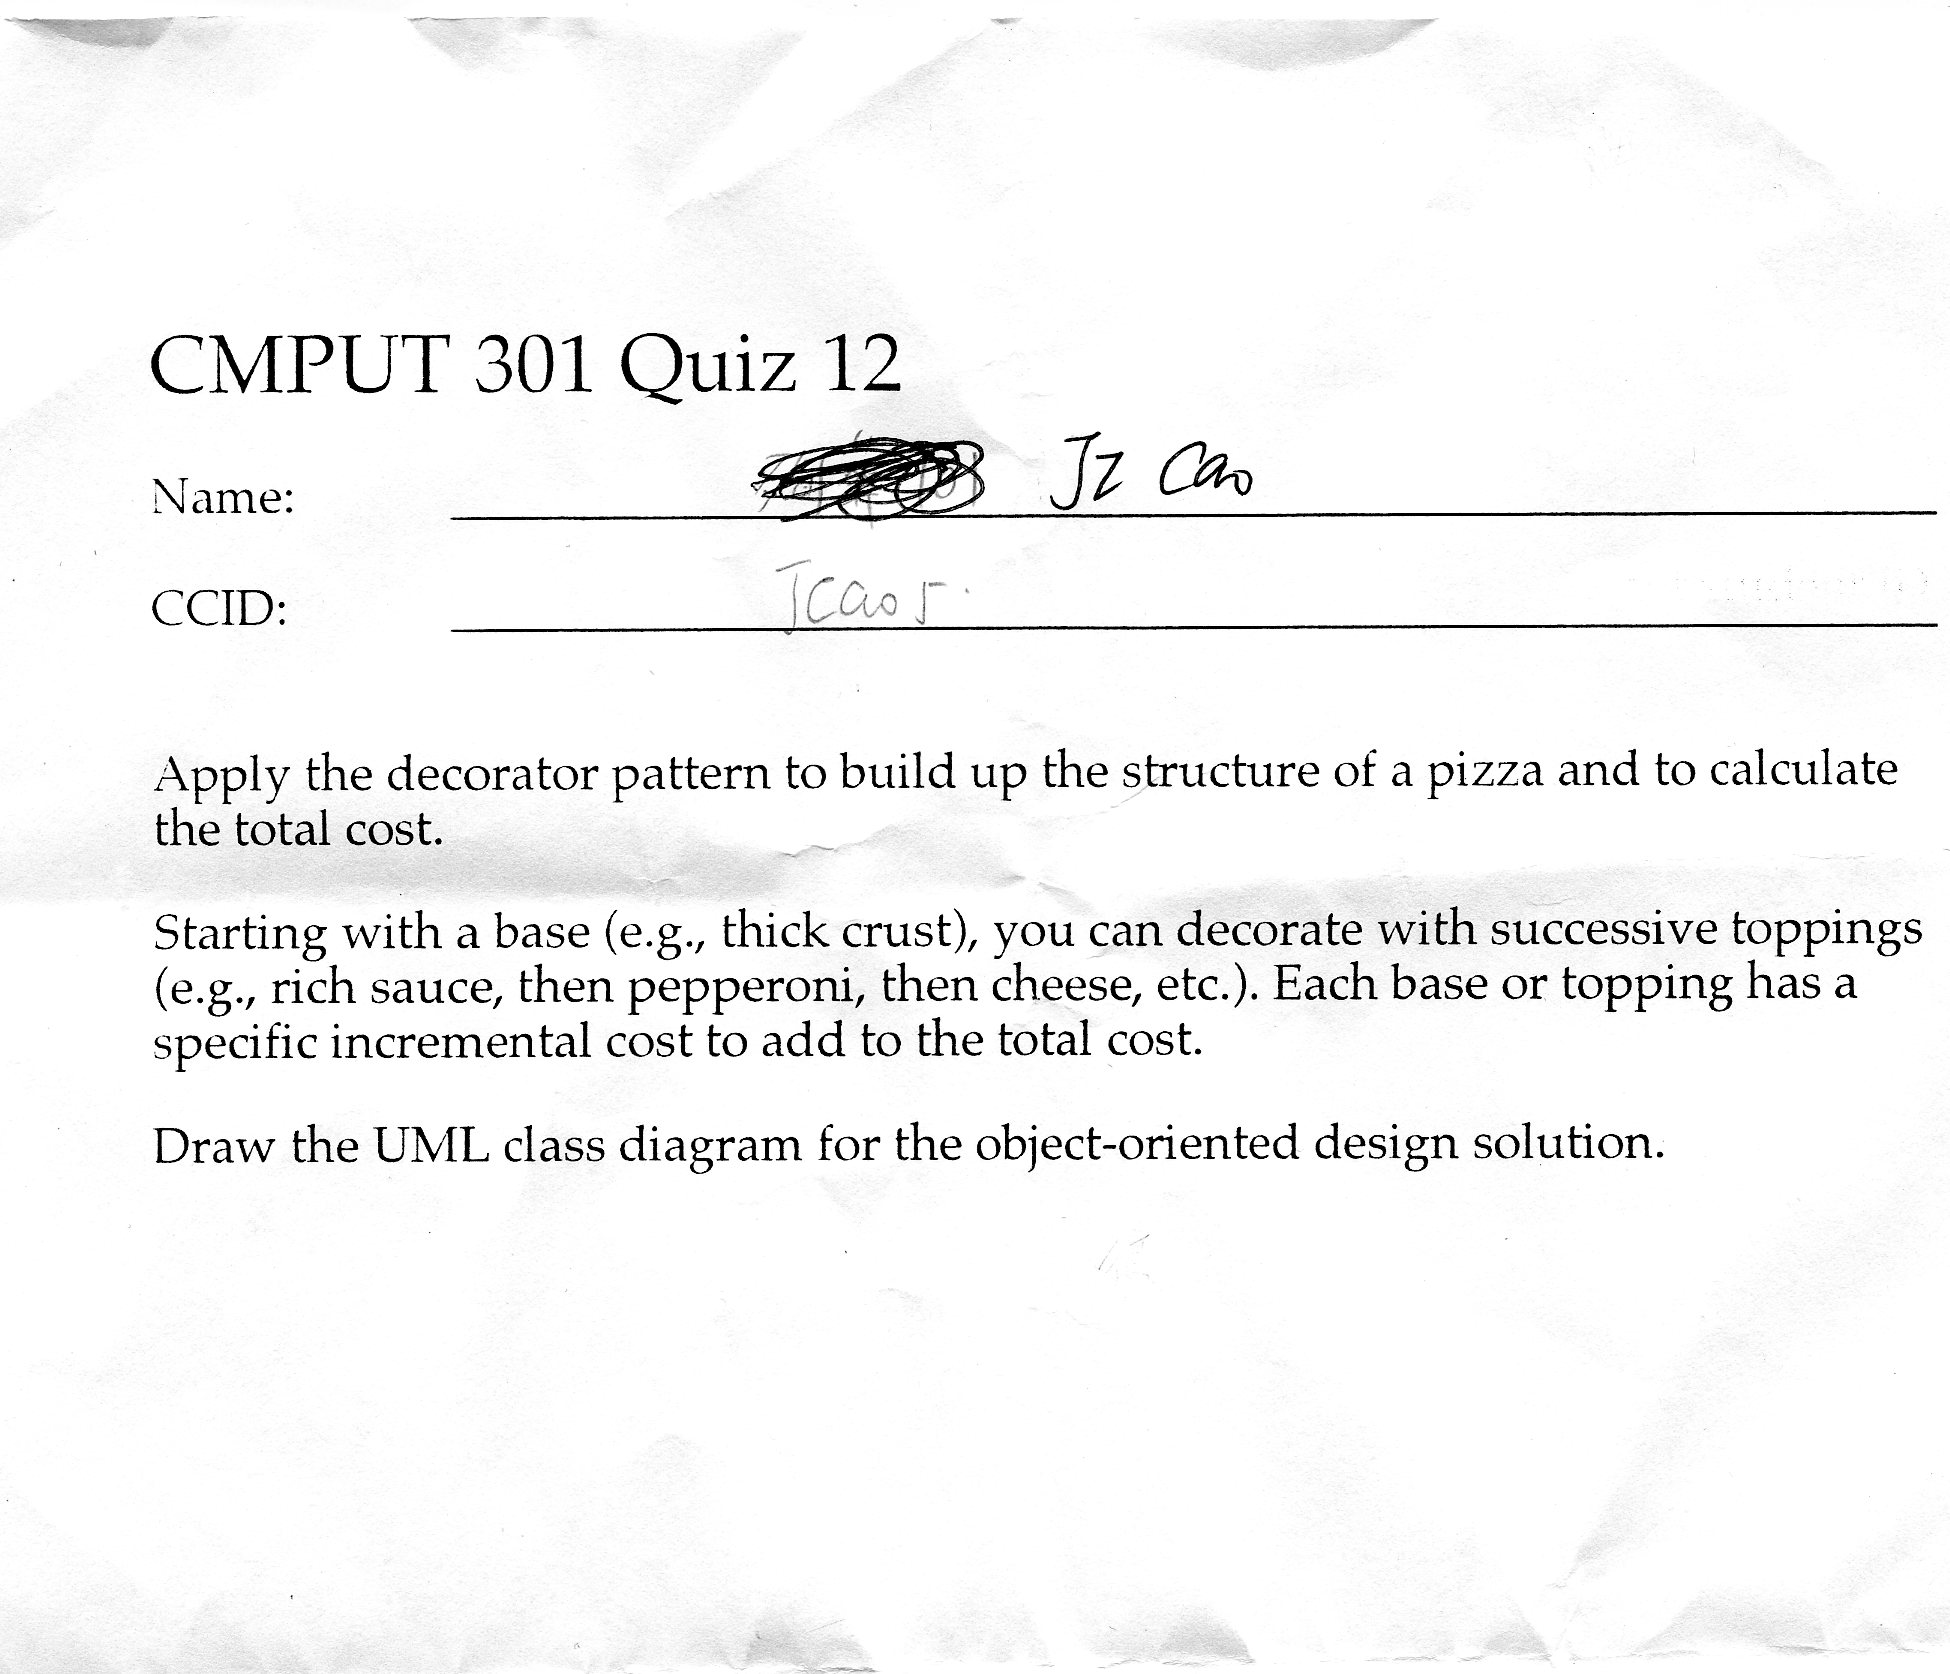 CMPUT 301 Quiz 12
Name: Jz Cao
CCID: Jcao5
Apply the decorator pattern to build up the structure of a pizza and to calculate
the total cost.
Starting with a base (e.g., thick crust), you can decorate with successive toppings
(e.g., rich sauce, then pepperoni, then cheese, etc.). Each base or topping has a
specific incremental cost to add to the total cost.
Draw the UML class diagram for the object-oriented design solution.